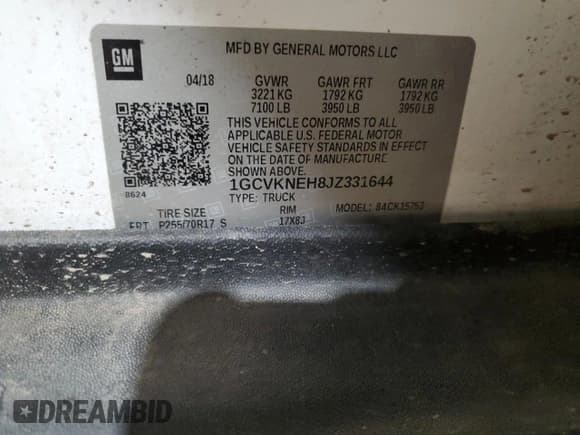 GM
MFD BY GENERAL MOTORS LLC
04/18 GVWR GAWR FRT GAWR RR
3221 KG 1792 KG 1792 KG
7100 LB 3950 LB 3950 LB
THIS VEHICLE CONFORMS TO ALL
APPLICABLE U.S. FEDERAL MOTOR
VEHICLE SAFETY STANDARDS IN EFFECT
ON THE DATE OF MANUFACTURE
SHOWN ABOVE.
8624 1GCVKNEH8JZ331644
TYPE: TRUCK MODEL: 84CK15753
TIRE SIZE RIM
FRT P255/70R17 S 17X8J
DREAMBID